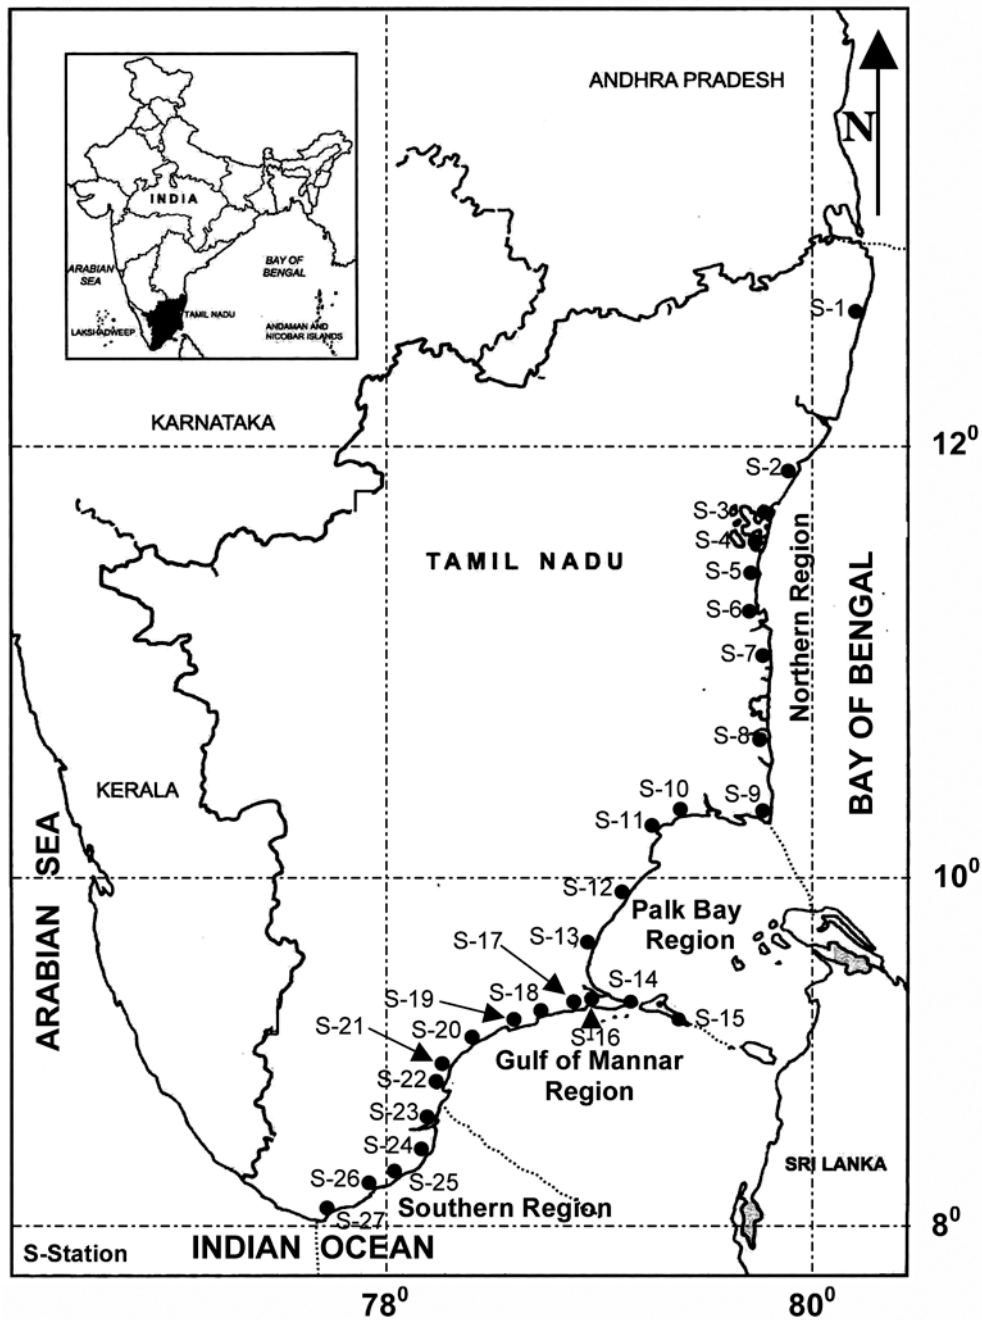 ANDHRA PRADESH
N
INDIA
ARABIAN
SEA
BAY OF
BENGAL
TAMIL NADU
LAKSHADWEEP
ANDAMAN AND
NICOBAR ISLANDS
S-1
KARNATAKA
12⁰
S-2
S-3
S-4
TAMIL NADU
S-5
S-6
Northern Region
BAY OF BENGAL
S-7
S-8
KERALA
S-10
S-9
S-11
ARABIAN SEA
10⁰
S-12
Palk Bay
Region
S-13
S-17
S-14
S-18
S-19
S-15
S-21
S-20
S-16
Gulf of Mannar
Region
S-22
S-23
S-24
SRI LANKA
S-26
S-25
Southern Region
S-27
8⁰
S-Station
INDIAN OCEAN
78⁰
80⁰